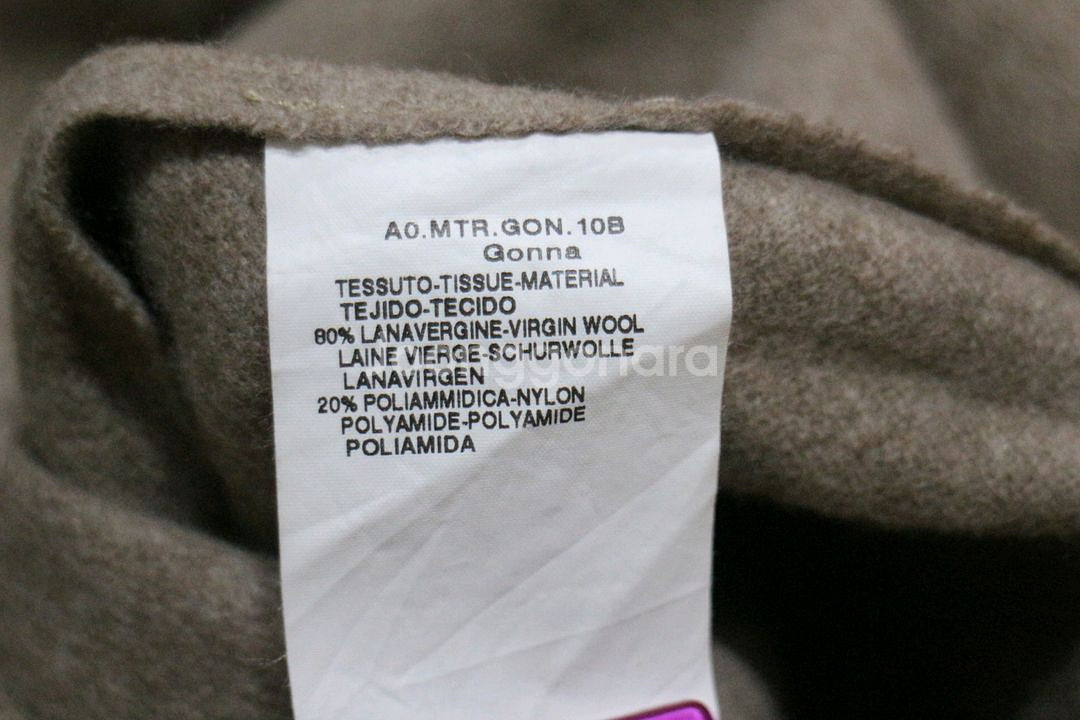 A0.MTR.GON.10B
Gonna
TESSUTO-TISSUE-MATERIAL
TEJIDO-TECIDO
80% LANAVERGINE-VIRGIN WOOL
LAINE VIERGE-SCHURWOLLE
LANAVIRGEN
20% POLIAMMIDICA-NYLON
POLYAMIDE-POLYAMIDE
POLIAMIDA